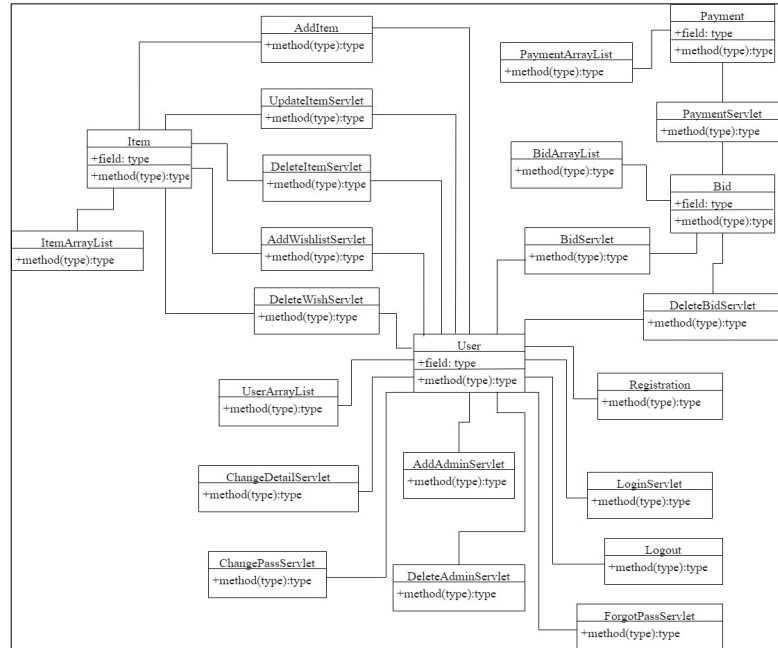 AddItem
+method(type):type
Payment
+field: type
+method(type):type
PaymentArrayList
+method(type):type
UpdateItemServlet
+method(type):type
PaymentServlet
+method(type):type
Item
+field: type
+method(type):type
BidArrayList
+method(type):type
DeleteItemServlet
+method(type):type
Bid
+field: type
+method(type):type
ItemArrayList
+method(type):type
AddWishlistServlet
+method(type):type
BidServlet
+method(type):type
DeleteWishServlet
+method(type):type
DeleteBidServlet
+method(type):type
User
+field: type
+method(type):type
UserArrayList
+method(type):type
Registration
+method(type):type
AddAdminServlet
+method(type):type
ChangeDetailServlet
+method(type):type
LoginServlet
+method(type):type
Logout
+method(type):type
ChangePassServlet
+method(type):type
DeleteAdminServlet
+method(type):type
ForgotPassServlet
+method(type):type